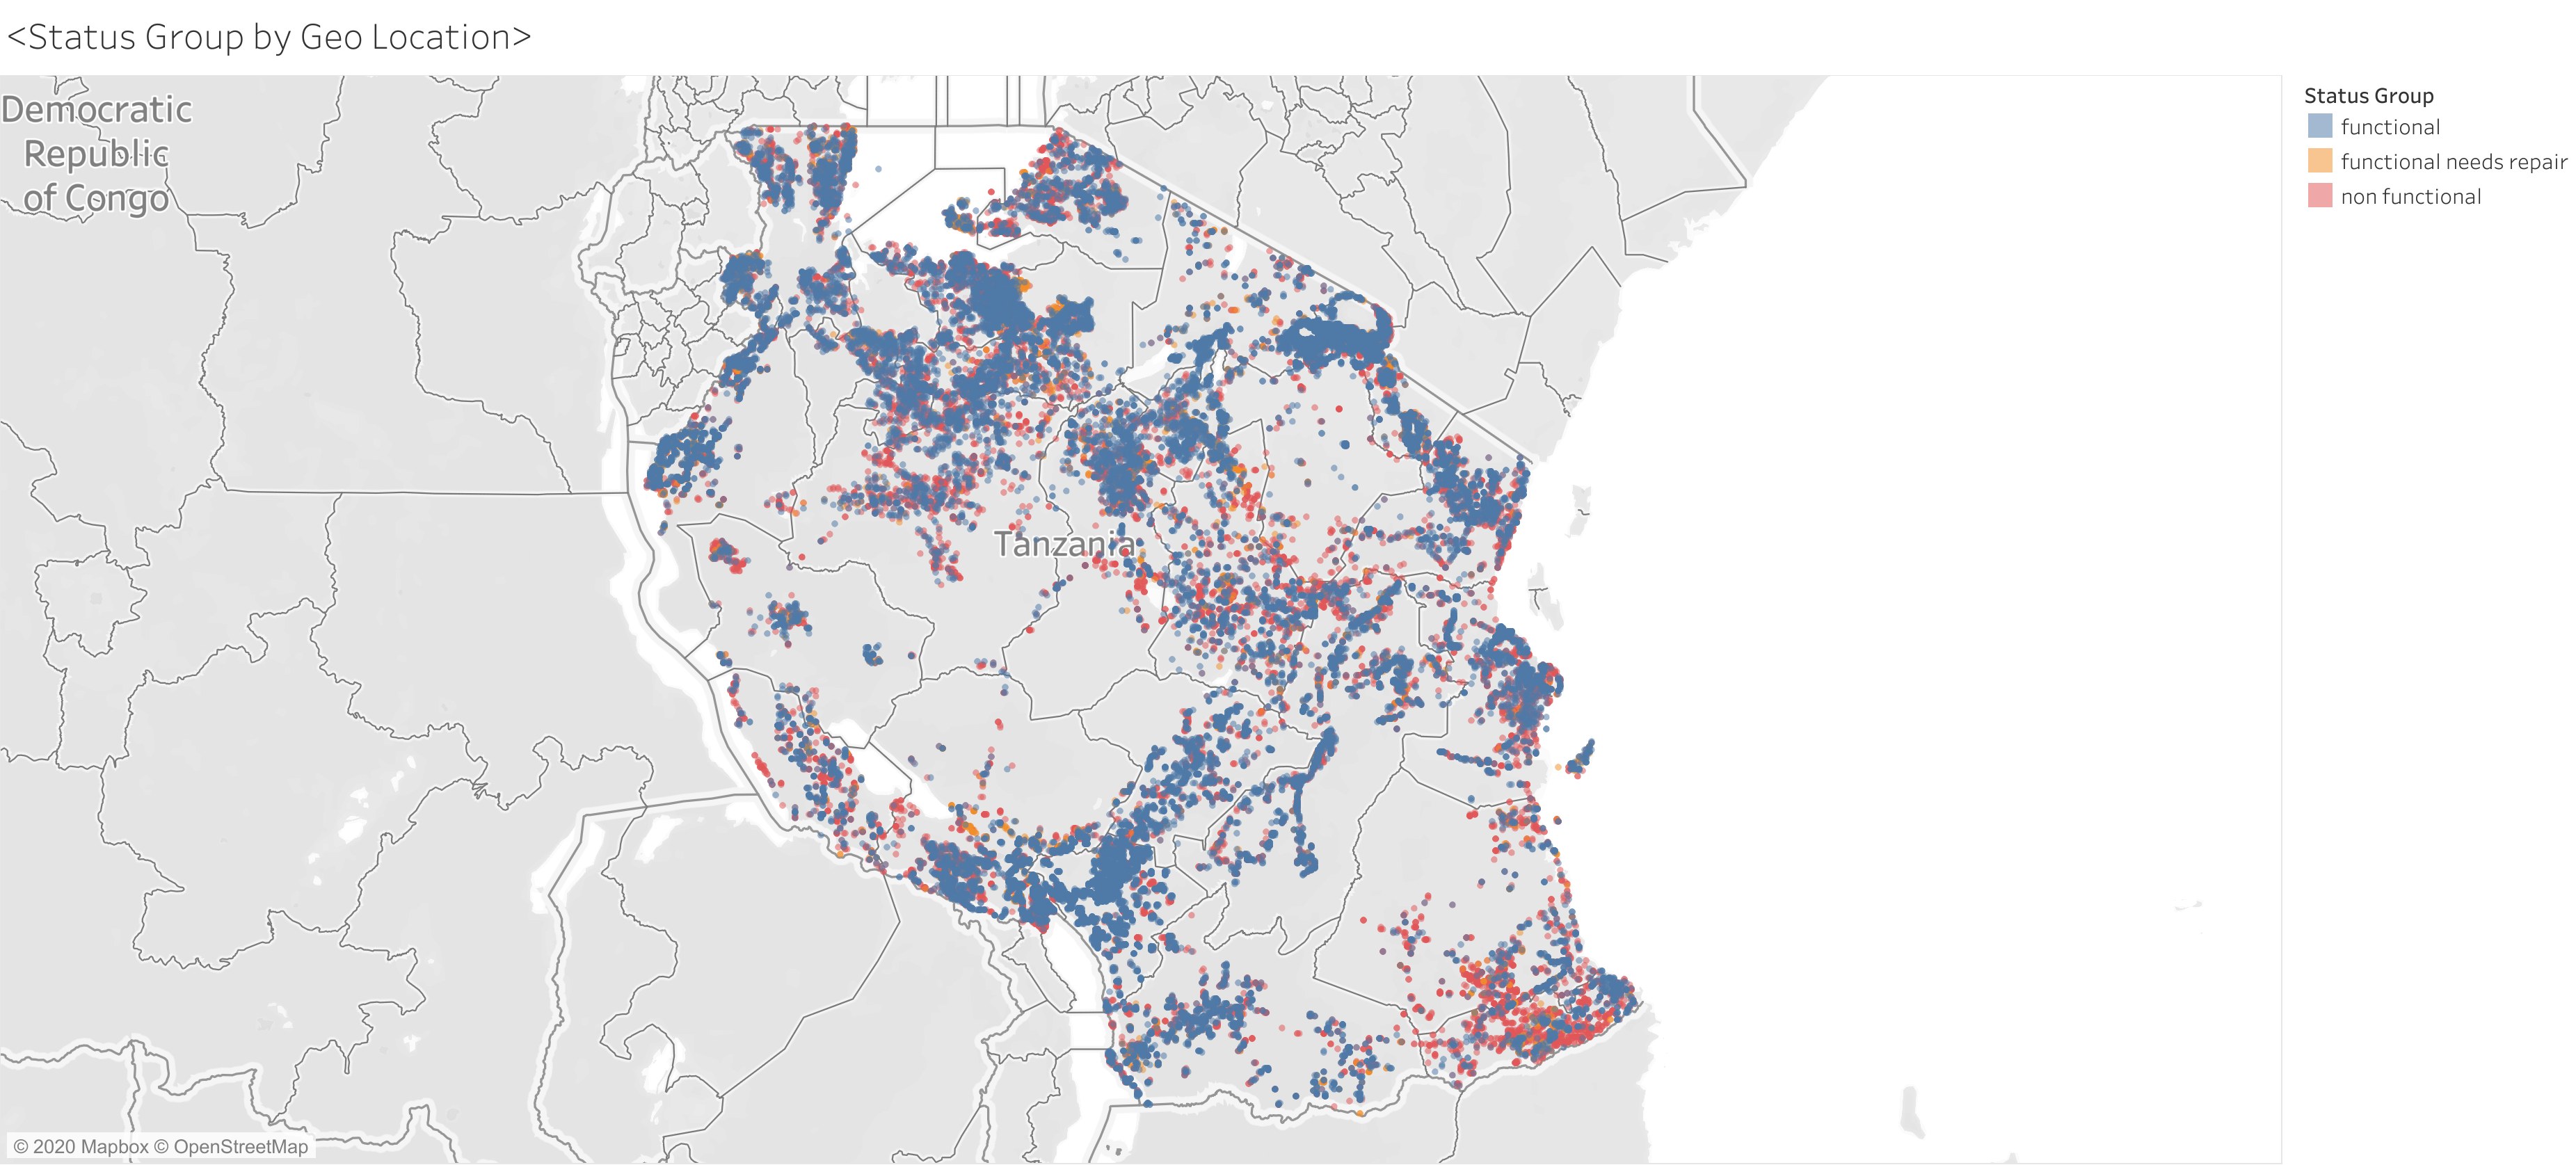 <Status Group by Geo Location>
Democratic
Republic
of Congo
Tanzania
Status Group
functional
functional needs repair
non functional
© 2020 Mapbox © OpenStreetMap